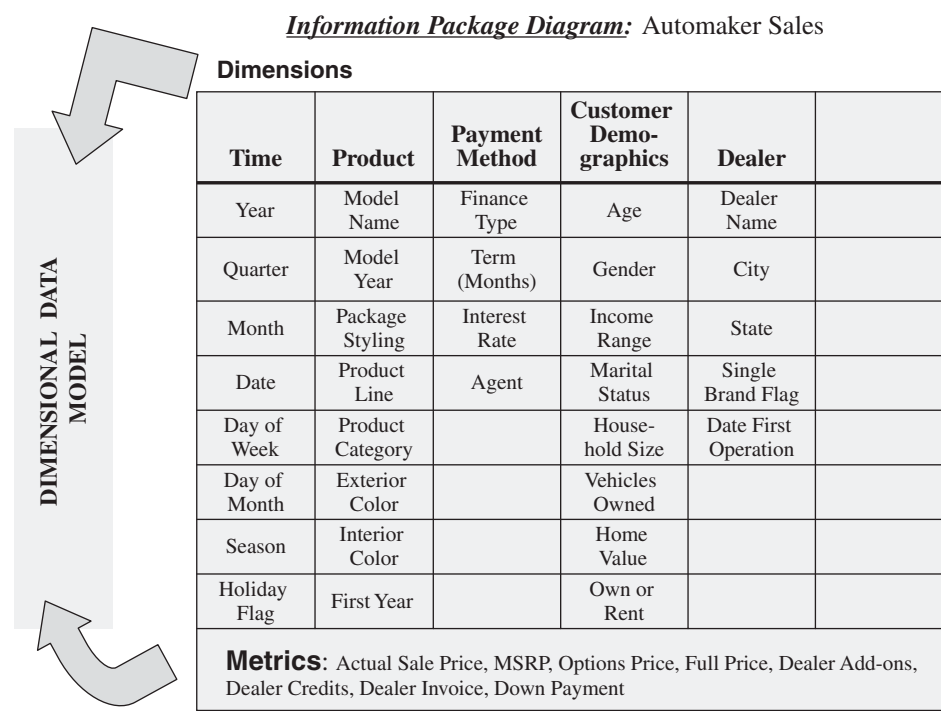 Information Package Diagram: Automaker Sales
Dimensions
DIMENSIONAL DATA
MODEL
Time
Product
Payment
Method
Customer
Demo-
graphics
Dealer
Year
Model
Name
Finance
Type
Age
Dealer
Name
Quarter
Model
Year
Term
(Months)
Gender
City
Month
Package
Styling
Interest
Rate
Income
Range
State
Date
Product
Line
Agent
Marital
Status
Single
Brand Flag
Day of
Week
Product
Category
House-
hold Size
Date First
Operation
Day of
Month
Exterior
Color
Vehicles
Owned
Season
Interior
Color
Home
Value
Holiday
Flag
First Year
Own or
Rent
Metrics: Actual Sale Price, MSRP, Options Price, Full Price, Dealer Add-ons,
Dealer Credits, Dealer Invoice, Down Payment